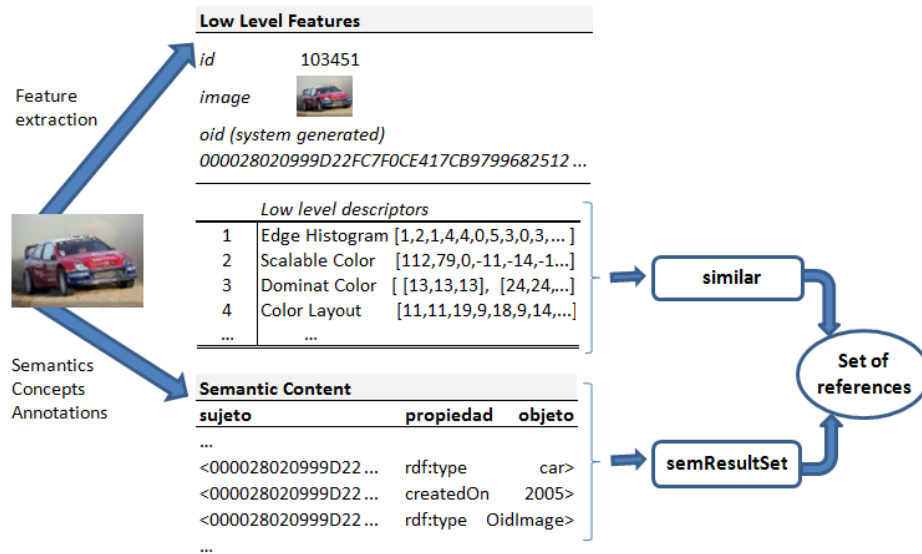 Low Level Features
id 103451
image
oid (system generated)
000028020999D22FC7F0CE417CB9799682512 ...
Feature
extraction
Low level descriptors
1 Edge Histogram [1,2,1,4,4,0,5,3,0,3,... ]
2 Scalable Color [112,79,0,-11,-14,-1...]
3 Dominat Color [ [13,13,13], [24,24,...]
4 Color Layout [11,11,19,9,18,9,14,...]
... ...
similar
Set of
references
Semantics
Concepts
Annotations
Semantic Content
sujeto propiedad objeto
...
<000028020999D22 ... rdf:type car>
<000028020999D22 ... createdOn 2005>
<000028020999D22 ... rdf:type OidImage>
...
semResultSet